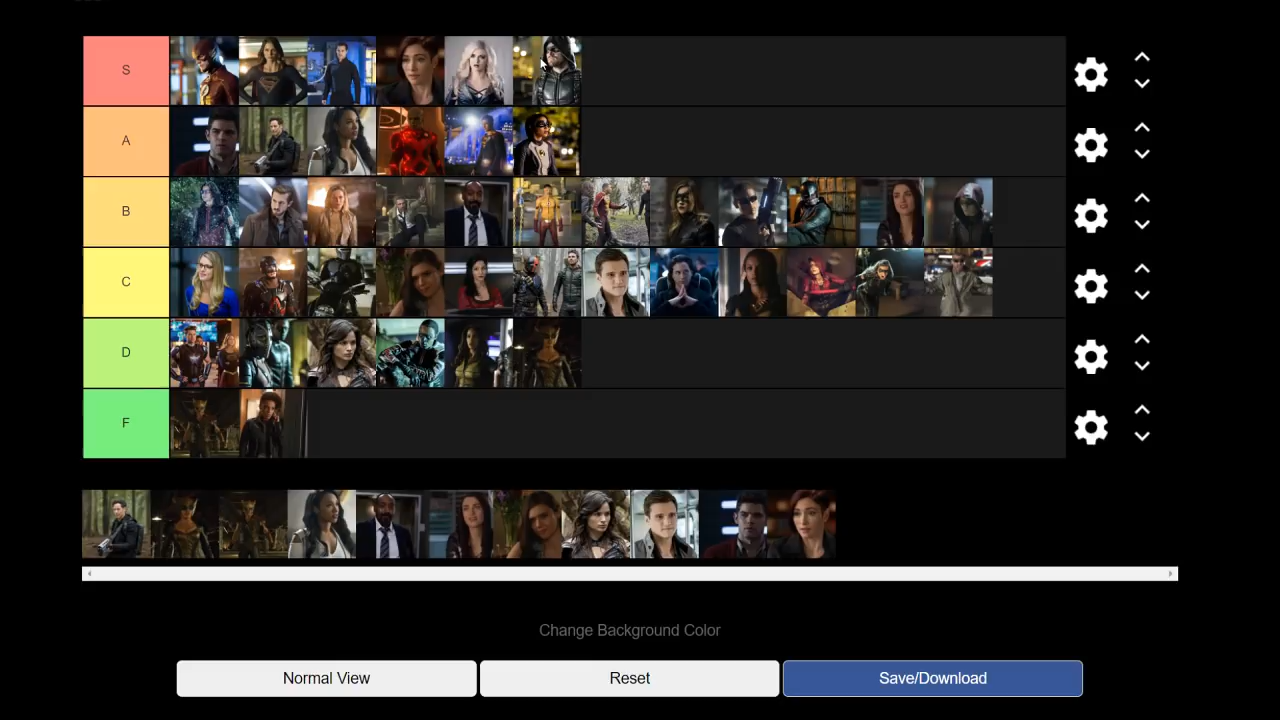 S
A
B
C
D
F
Change Background Color
Normal View
Reset
Save/Download